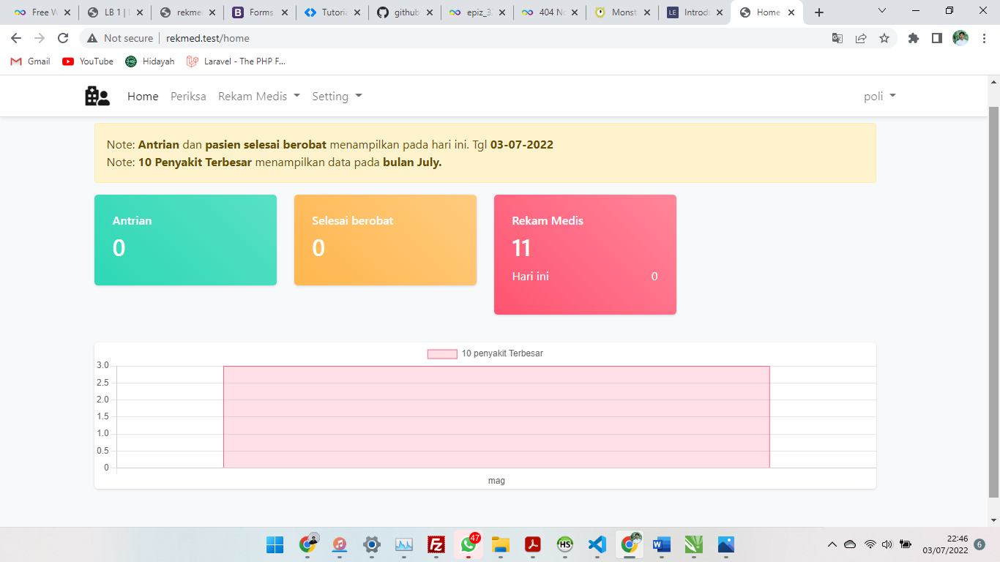 Free W
LB 1 |
rekme
Forms
Tutoria
github
epiz_3
404 No
Monst
Introd
Home
Not secure
rekmed.test/home
Gmail
YouTube
Hidayah
Laravel - The PHP F...
Home
Periksa
Rekam Medis
Setting
poli
Note: Antrian dan pasien selesai berobat menampilkan pada hari ini. Tgl 03-07-2022
Note: 10 Penyakit Terbesar menampilkan data pada bulan July.
Antrian
0
Selesai berobat
0
Rekam Medis
11
Hari ini 0
10 penyakit Terbesar
3.0
2.5
2.0
1.5
1.0
0.5
0
mag
47
HS
22:46
03/07/2022
6